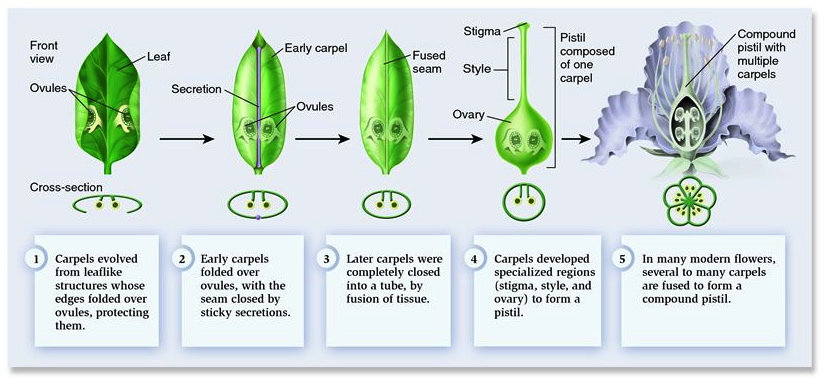 Front
view
Leaf
Ovules
Cross-section
Early carpel
Secretion
Ovules
Fused
seam
Stigma
Style
Ovary
Pistil
composed
of one
carpel
Compound
pistil with
multiple
carpels
1 Carpels evolved
from leaflike
structures whose
edges folded over
ovules, protecting
them.
2 Early carpels
folded over
ovules, with the
seam closed by
sticky secretions.
3 Later carpels were
completely closed
into a tube, by
fusion of tissue.
4 Carpels developed
specialized regions
(stigma, style, and
ovary) to form a
pistil.
5 In many modern flowers,
several to many carpels
are fused to form a
compound pistil.